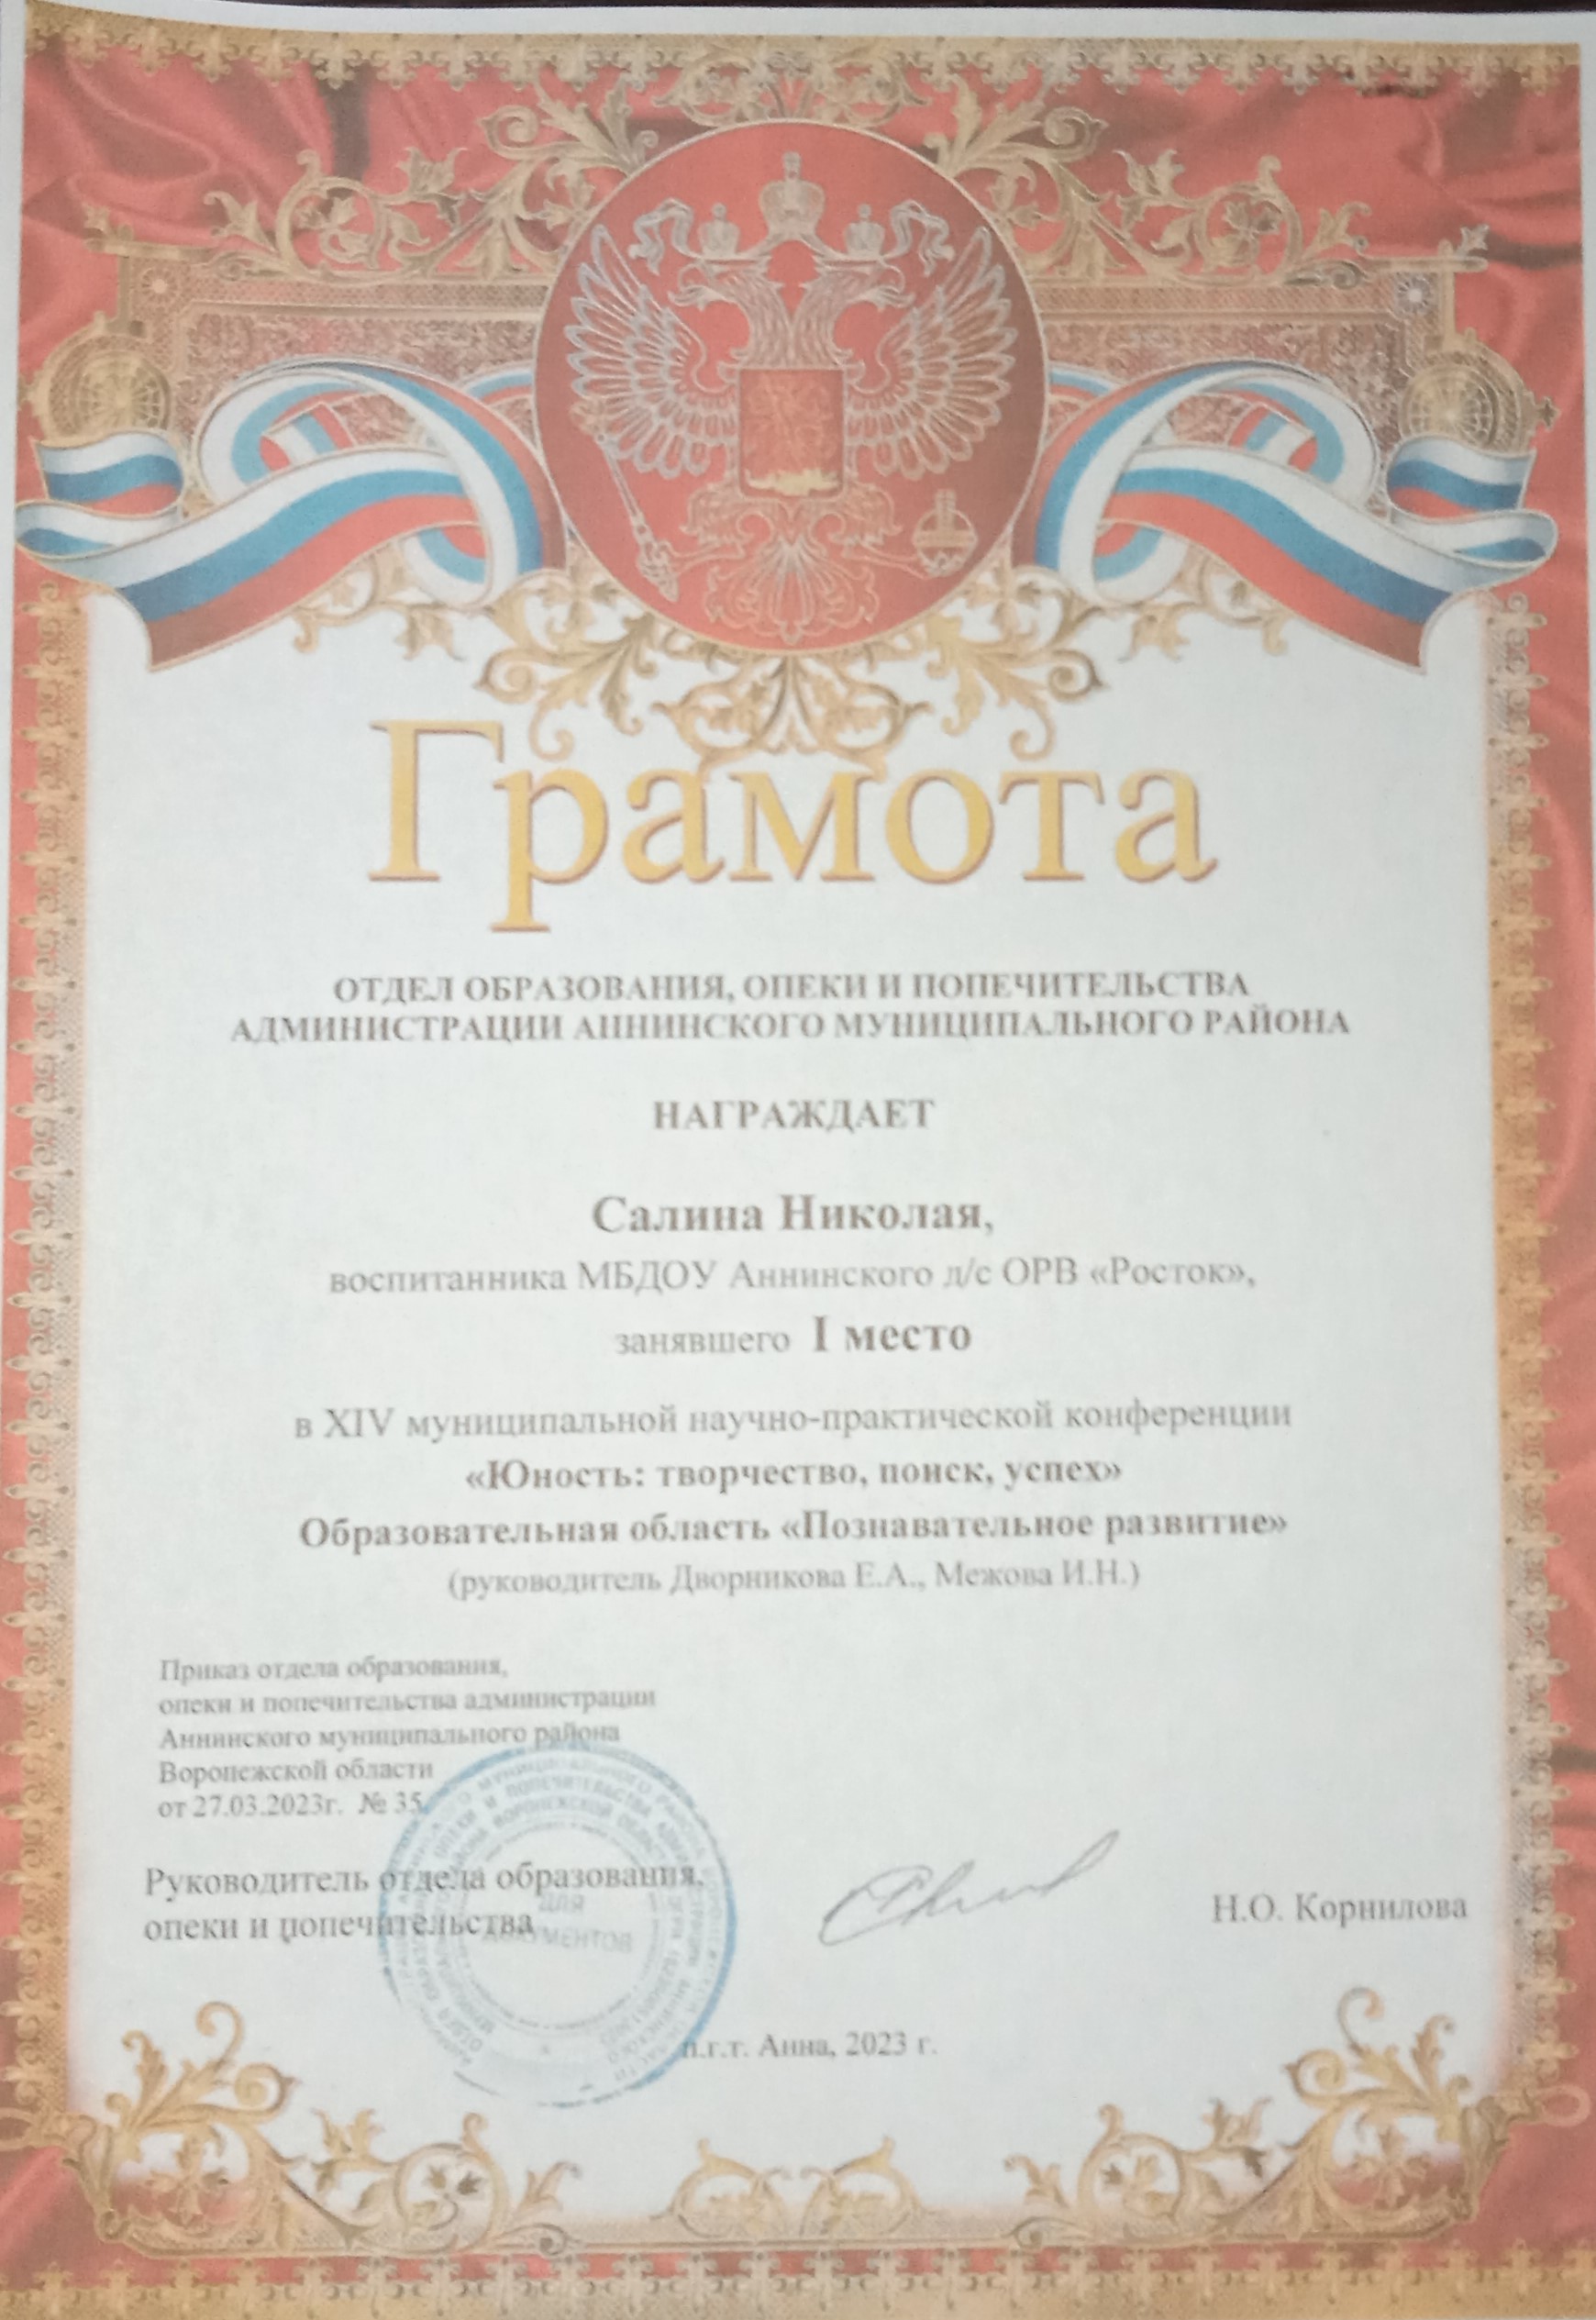 Грамота
ОТДЕЛ ОБРАЗОВАНИЯ, ОПЕКИ И ПОПЕЧИТЕЛЬСТВА
АДМИНИСТРАЦИИ АННИНСКОГО МУНИЦИПАЛЬНОГО РАЙОНА
НАГРАЖДАЕТ
Салина Николая,
воспитанника МБДОУ Аннинского д/с ОРВ «Росток»,
занявшего I место
в XIV муниципальной научно-практической конференции
«Юность: творчество, поиск, успех»
Образовательная область «Познавательное развитие»
(руководитель Дворникова Е.А., Межова И.Н.)
Приказ отдела образования,
опеки и попечительства администрации
Аннинского муниципального района
Воронежской области
от 27.03.2023г. № 35
Руководитель отдела образования,
опеки и попечительства
Н.О. Корнилова
ДЛЯ
ДОКУМЕНТОВ
п.г.т. Анна, 2023 г.